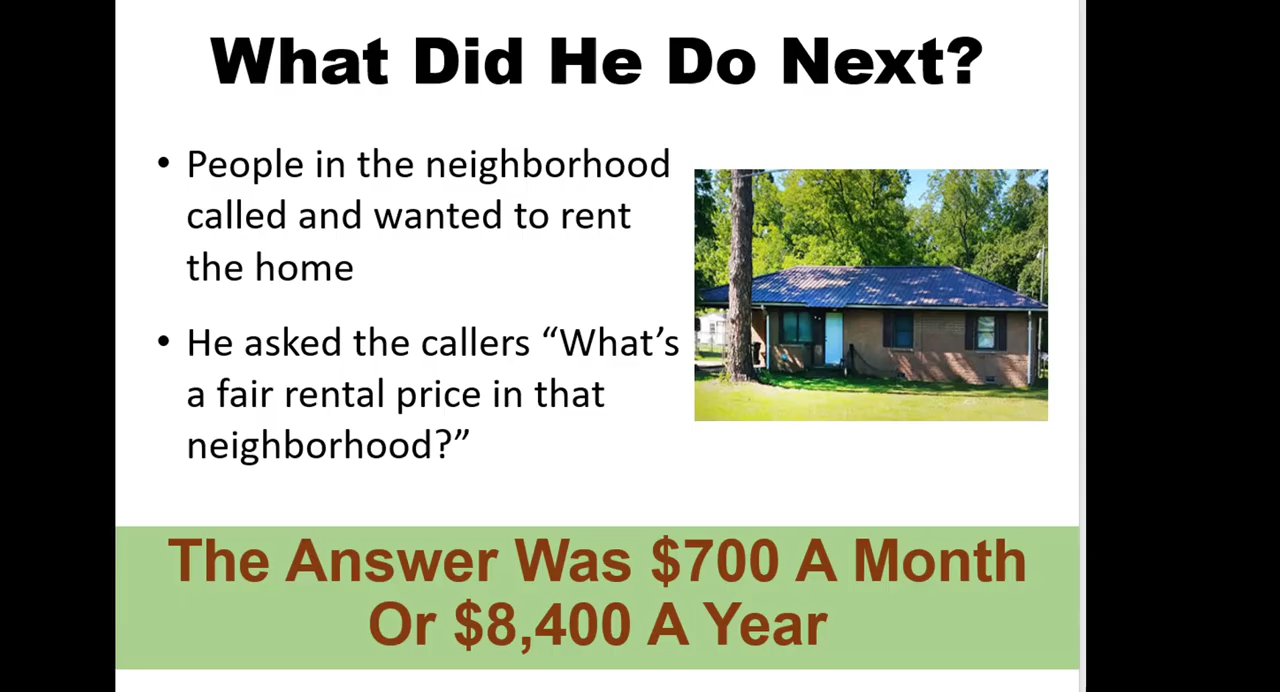 What Did He Do Next?
• People in the neighborhood
called and wanted to rent
the home
• He asked the callers “What’s
a fair rental price in that
neighborhood?”
The Answer Was $700 A Month
Or $8,400 A Year